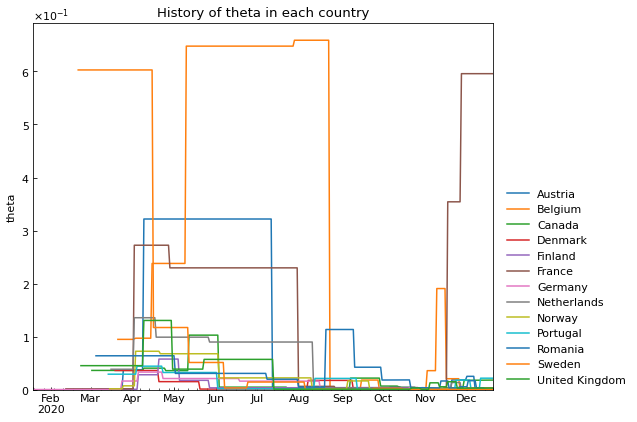 History of theta in each country
×10⁻¹
6
5
4
3
2
1
0
theta
Feb Mar Apr May Jun Jul Aug Sep Oct Nov Dec
2020
Austria
Belgium
Canada
Denmark
Finland
France
Germany
Netherlands
Norway
Portugal
Romania
Sweden
United Kingdom